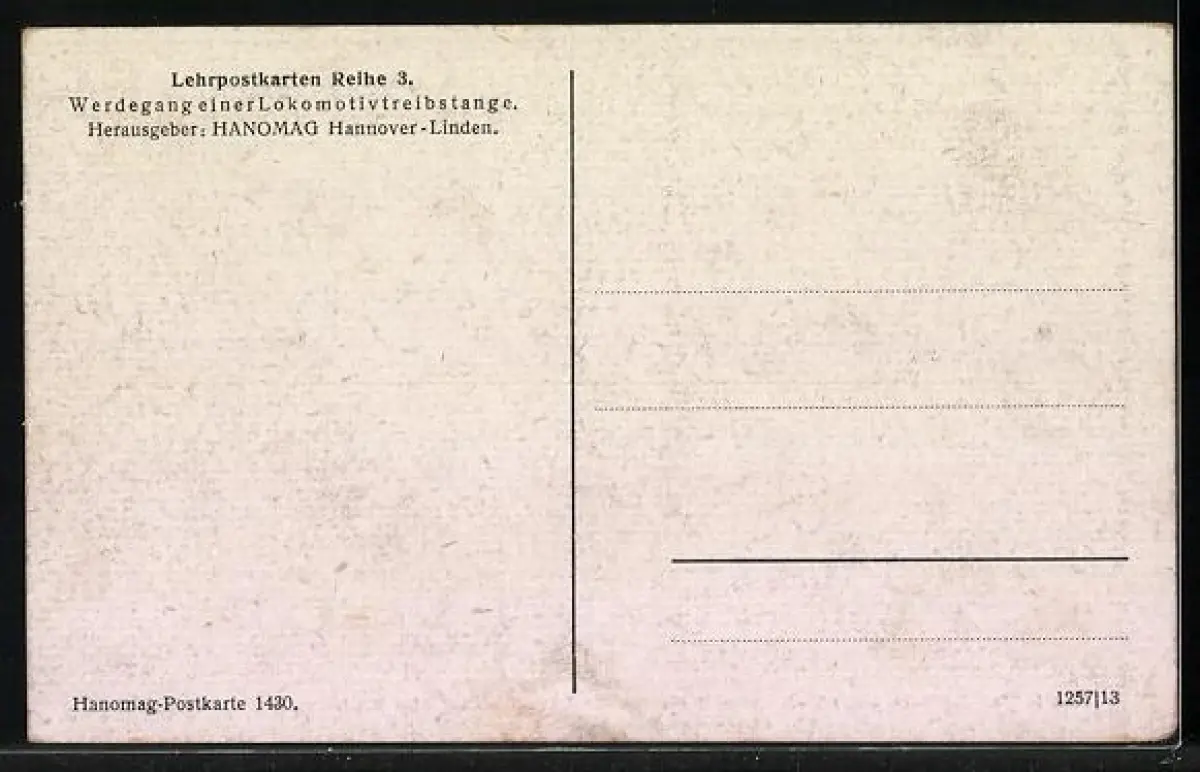 Lehrpostkarten Reihe 3.
Werdegang einer Lokomotivtreibstange.
Herausgeber: HANOMAG Hannover-Linden.
Hanomag-Postkarte 1430.
1257|13